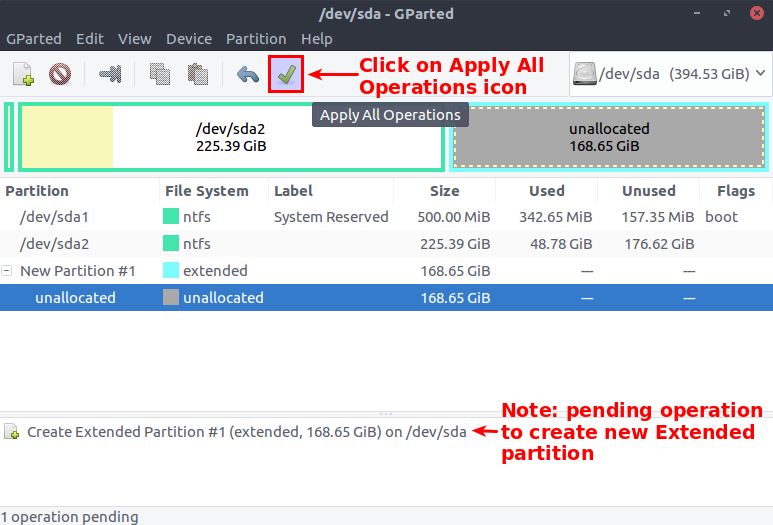 /dev/sda - GParted
GParted Edit View Device Partition Help
Click on Apply All
Operations icon
/dev/sda (394.53 GiB)
Apply All Operations
/dev/sda2
225.39 GiB
unallocated
168.65 GiB
Partition File System Label Size Used Unused Flags
/dev/sda1 ntfs System Reserved 500.00 MiB 342.65 MiB 157.35 MiB boot
/dev/sda2 ntfs 225.39 GiB 48.78 GiB 176.62 GiB
New Partition #1 extended 168.65 GiB --- ---
unallocated unallocated 168.65 GiB --- ---
Create Extended Partition #1 (extended, 168.65 GiB) on /dev/sda
Note: pending operation
to create new Extended
partition
1 operation pending